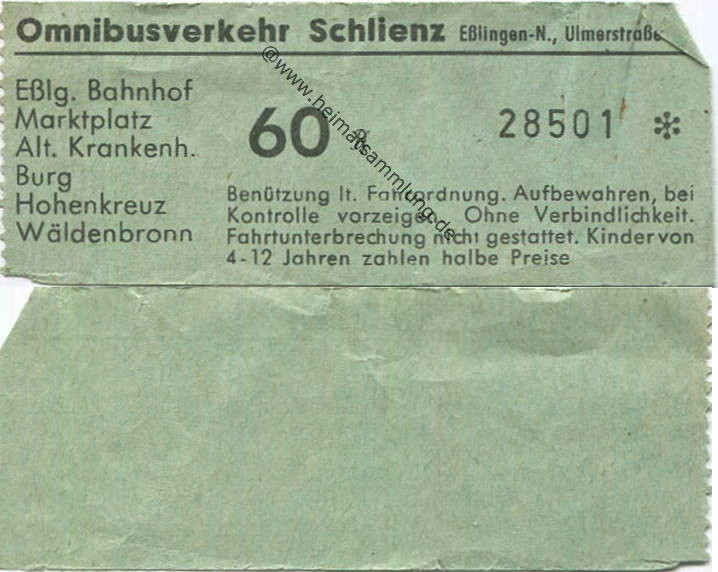 Omnibusverkehr Schlienz Eßlingen-N., Ulmerstraße
Eßlg. Bahnhof
Marktplatz
Alt. Krankenh.
Burg
Hohenkreuz
Wäldenbronn
60 ₰
28501 *
Benützung lt. Fahrordnung. Aufbewahren, bei
Kontrolle vorzeigen. Ohne Verbindlichkeit.
Fahrtunterbrechung nicht gestattet. Kinder von
4-12 Jahren zahlen halbe Preise
@www.heimatsammlung.de